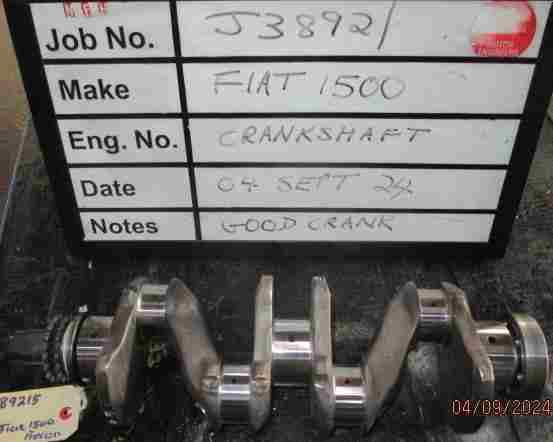 Job No. J38921
Make FIAT 1500
Eng. No. CRANKSHAFT
Date 04 SEPT 24
Notes GOOD CRANK
89215
Fiat 1500
04/09/2024